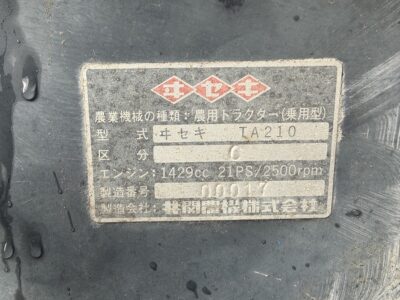 ヰセキ
農業機械の種類:農用トラクター(乗用型)
型式 ヰセキ TA210
区分 C
エンジン:1429cc 21PS/2500rpm
製造番号 00017
製造会社:井関農機株式会社